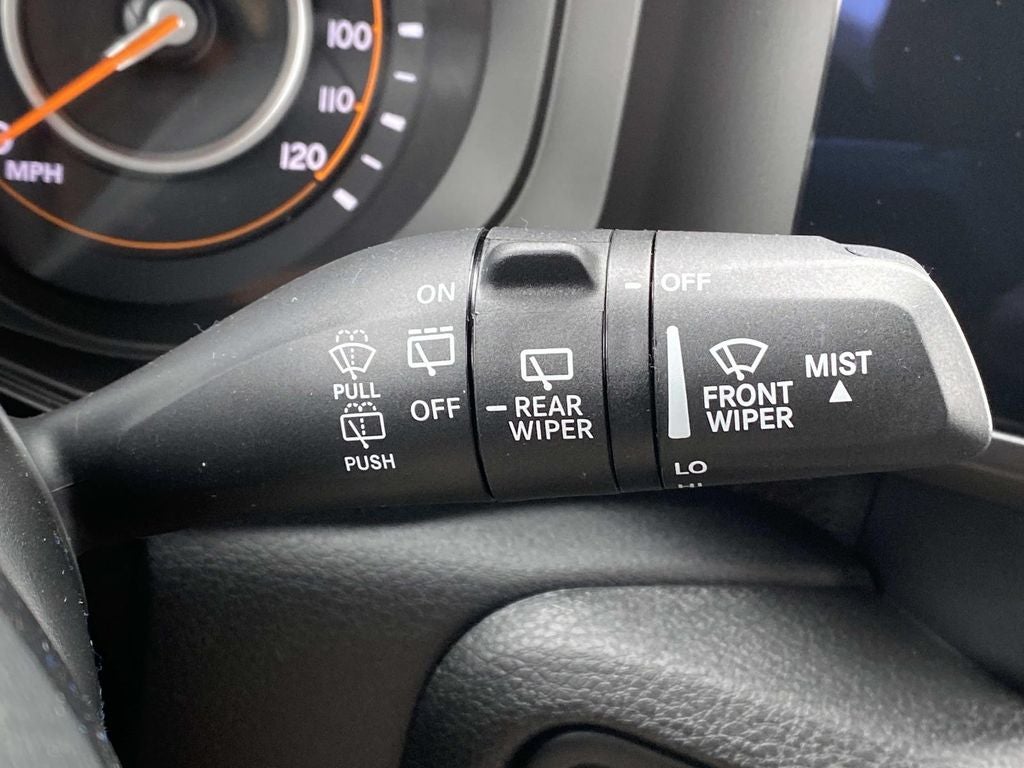 100
110
120
MPH
ON
OFF
PULL
PUSH
REAR
WIPER
OFF
FRONT
WIPER
MIST
LO